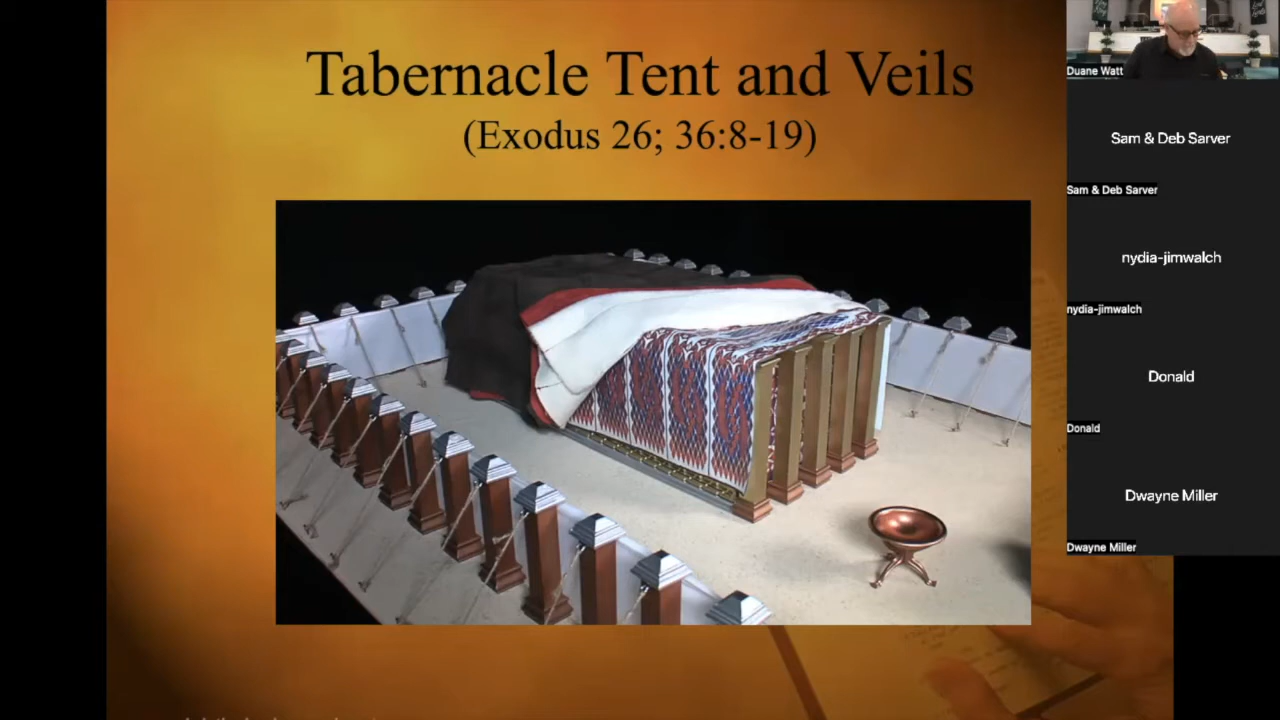 Tabernacle Tent and Veils
(Exodus 26; 36:8-19)
Duane Watt
Sam & Deb Sarver
Sam & Deb Sarver
nydia-jimwalch
nydia-jimwalch
Donald
Donald
Dwayne Miller
Dwayne Miller